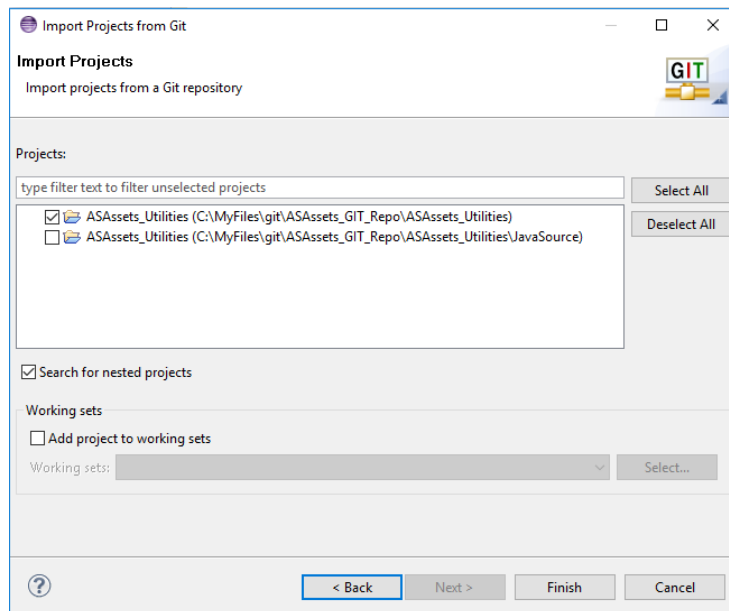 Import Projects from Git
Import Projects
Import projects from a Git repository
GIT
Projects:
type filter text to filter unselected projects
Select All
ASAssets_Utilities (C:\MyFiles\git\ASAssets_GIT_Repo\ASAssets_Utilities)
Deselect All
ASAssets_Utilities (C:\MyFiles\git\ASAssets_GIT_Repo\ASAssets_Utilities\JavaSource)
Search for nested projects
Working sets
Add project to working sets
Working sets:
Select...
?
< Back
Next >
Finish
Cancel